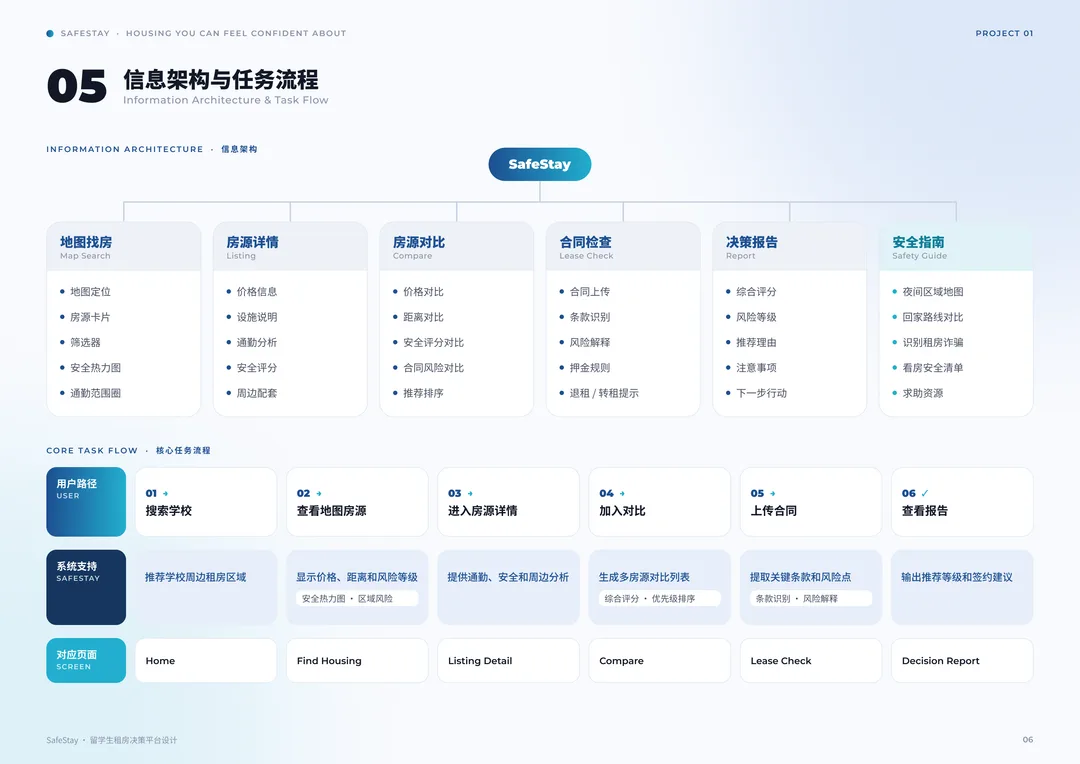 SAFESTAY · HOUSING YOU CAN FEEL CONFIDENT ABOUT
PROJECT 01
05 信息架构与任务流程
Information Architecture & Task Flow
INFORMATION ARCHITECTURE · 信息架构
SafeStay
地图找房
Map Search
地图定位
房源卡片
筛选器
安全热力图
通勤范围圈
房源详情
Listing
价格信息
设施说明
通勤分析
安全评分
周边配套
房源对比
Compare
价格对比
距离对比
安全评分对比
合同风险对比
推荐排序
合同检查
Lease Check
合同上传
条款识别
风险解释
押金规则
退租 / 转租提示
决策报告
Report
综合评分
风险等级
推荐理由
注意事项
下一步行动
安全指南
Safety Guide
夜间区域地图
回家路线对比
识别租房诈骗
看房安全清单
求助资源
CORE TASK FLOW · 核心任务流程
用户路径
USER
01 →
搜索学校
02 →
查看地图房源
03 →
进入房源详情
04 →
加入对比
05 →
上传合同
06 ✓
查看报告
系统支持
SAFESTAY
推荐学校周边租房区域
显示价格、距离和风险等级
安全热力图 · 区域风险
提供通勤、安全和周边分析
生成多房源对比列表
综合评分 · 优先级排序
提取关键条款和风险点
条款识别 · 风险解释
输出推荐等级和签约建议
对应页面
SCREEN
Home
Find Housing
Listing Detail
Compare
Lease Check
Decision Report
SafeStay · 留学生租房决策平台设计
06